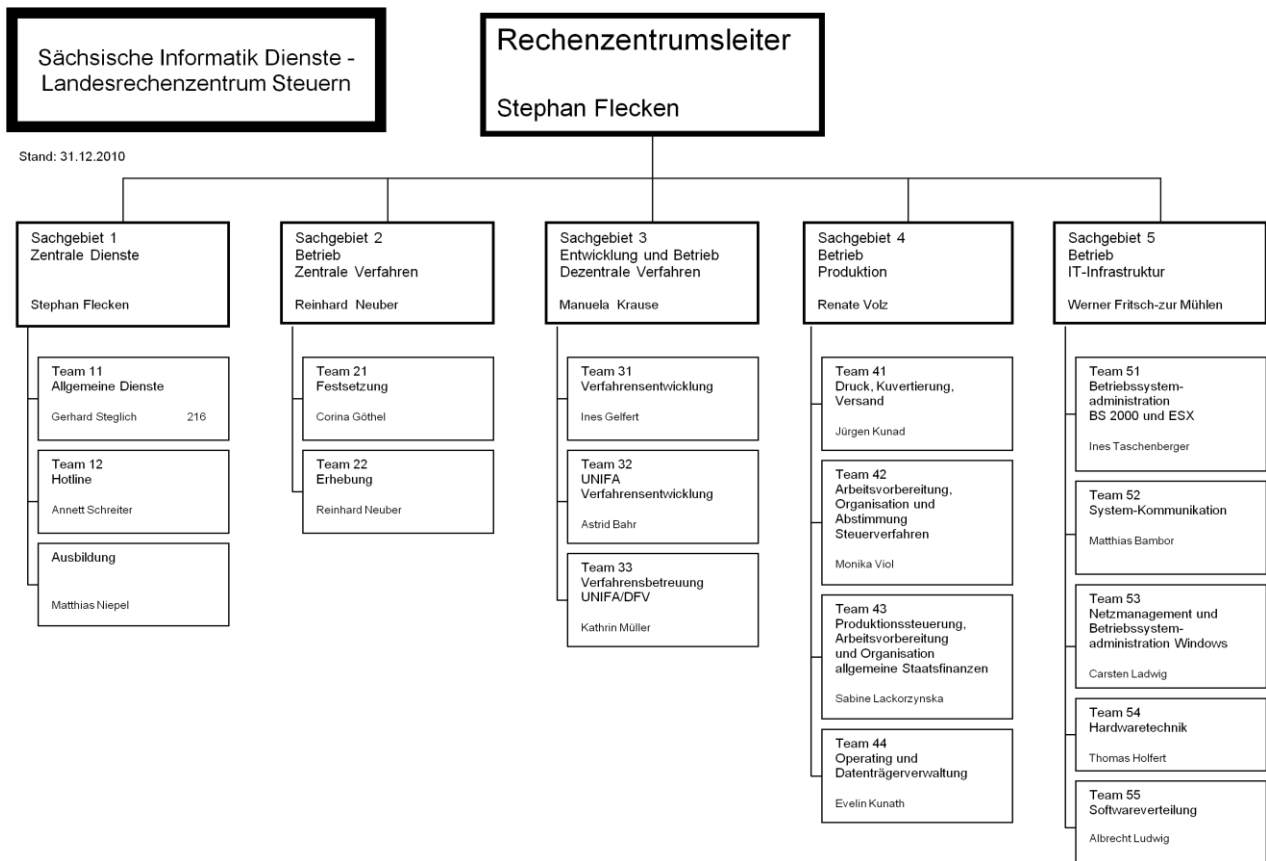 Sächsische Informatik Dienste -
Landesrechenzentrum Steuern
Rechenzentrumsleiter
Stephan Flecken
Stand: 31.12.2010
Sachgebiet 1
Zentrale Dienste
Stephan Flecken
Team 11
Allgemeine Dienste
Gerhard Steglich 216
Team 12
Hotline
Annett Schreiter
Ausbildung
Matthias Niepel
Sachgebiet 2
Betrieb
Zentrale Verfahren
Reinhard Neuber
Team 21
Festsetzung
Corina Göthel
Team 22
Erhebung
Reinhard Neuber
Sachgebiet 3
Entwicklung und Betrieb
Dezentrale Verfahren
Manuela Krause
Team 31
Verfahrensentwicklung
Ines Gelfert
Team 32
UNIFA
Verfahrensentwicklung
Astrid Bahr
Team 33
Verfahrensbetreuung
UNIFA/DFV
Kathrin Müller
Sachgebiet 4
Betrieb
Produktion
Renate Volz
Team 41
Druck, Kuvertierung,
Versand
Jürgen Kunad
Team 42
Arbeitsvorbereitung,
Organisation und
Abstimmung
Steuerverfahren
Monika Viol
Team 43
Produktionssteuerung,
Arbeitsvorbereitung
und Organisation
allgemeine Staatsfinanzen
Sabine Lackorzynska
Team 44
Operating und
Datenträgerverwaltung
Evelin Kunath
Sachgebiet 5
Betrieb
IT-Infrastruktur
Werner Fritsch-zur Mühlen
Team 51
Betriebssystem-
administration
BS 2000 und ESX
Ines Taschenberger
Team 52
System-Kommunikation
Matthias Bambor
Team 53
Netzmanagement und
Betriebssystem-
administration Windows
Carsten Ladwig
Team 54
Hardwaretechnik
Thomas Holfert
Team 55
Softwareverteilung
Albrecht Ludwig